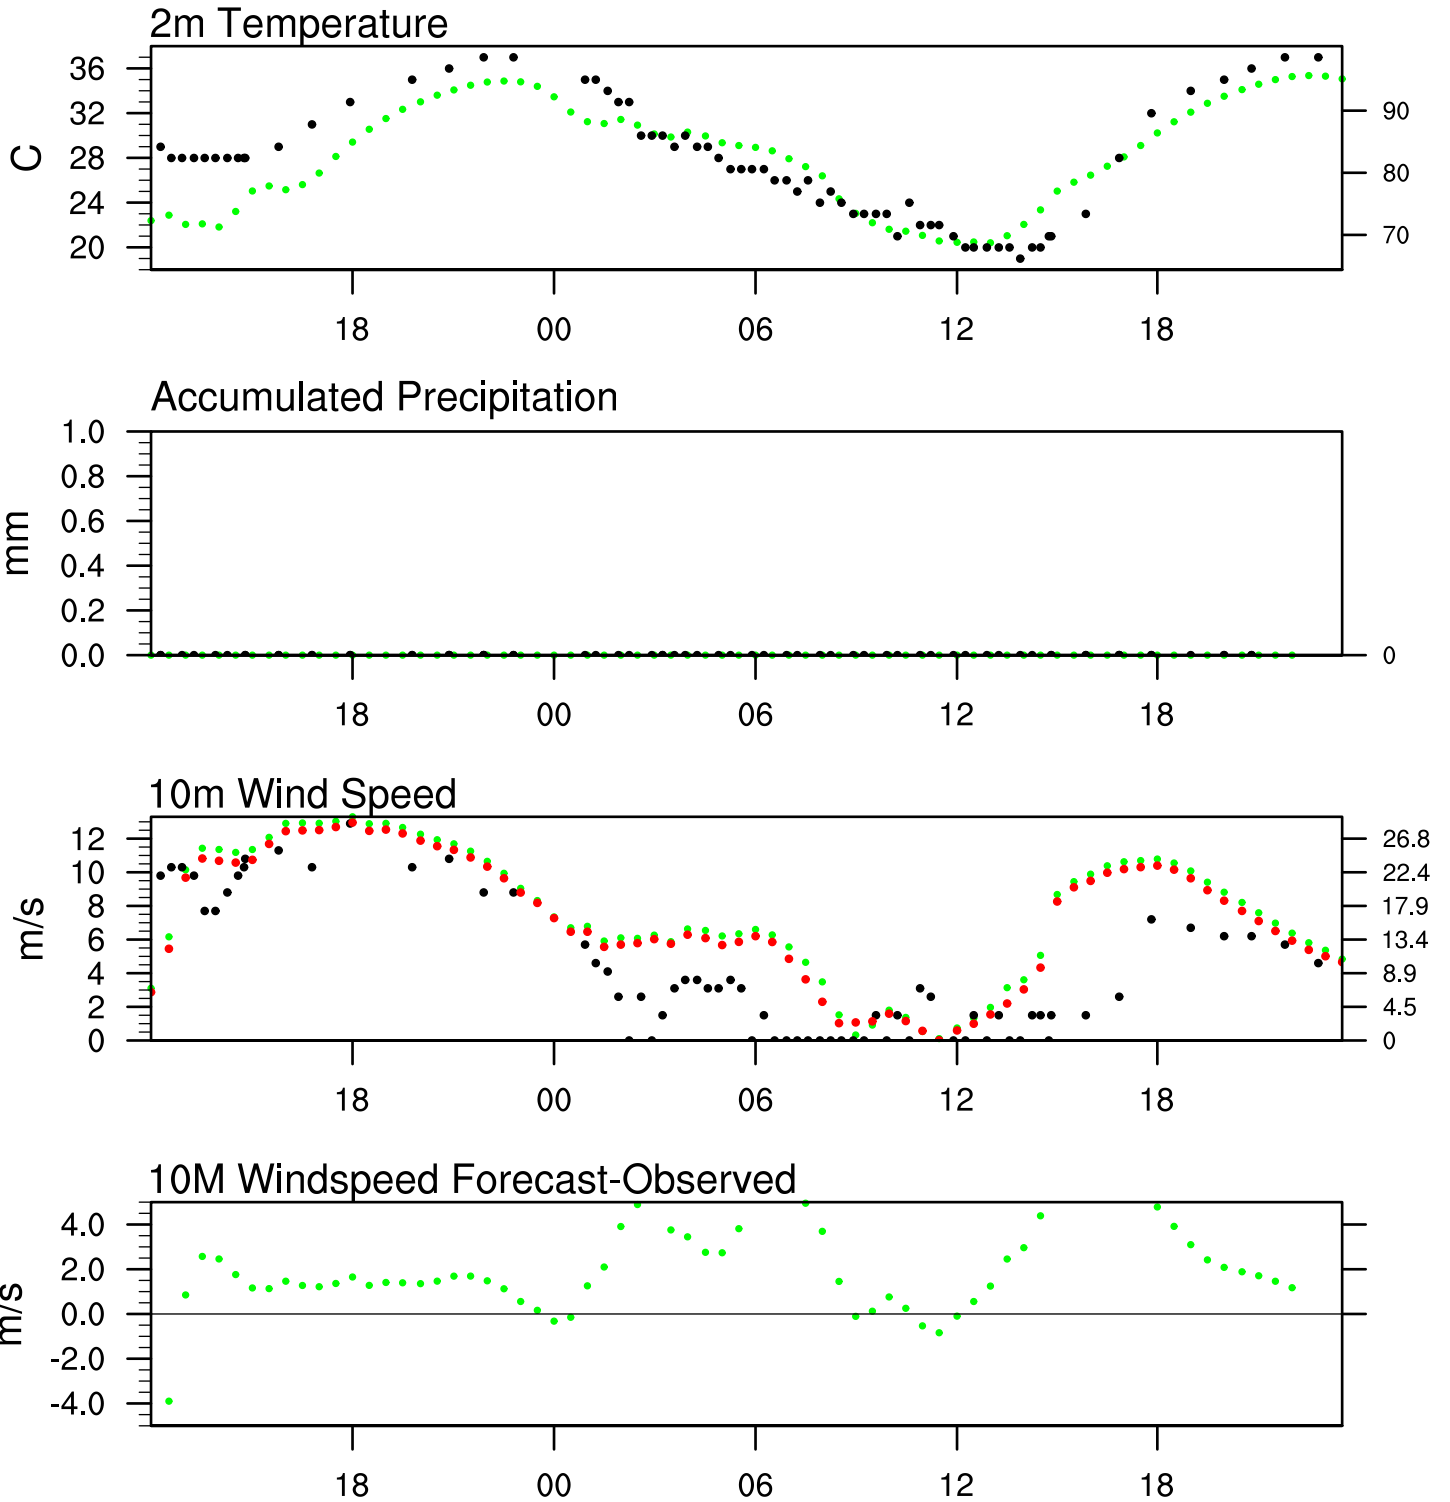 2m Temperature
36
32
28
24
20
C
90
80
70
18 00 06 12 18
Accumulated Precipitation
1.0
0.8
0.6
0.4
0.2
0.0
mm
0
18 00 06 12 18
10m Wind Speed
12
10
8
6
4
2
0
m/s
26.8
22.4
17.9
13.4
8.9
4.5
0
18 00 06 12 18
10M Windspeed Forecast-Observed
4.0
2.0
0.0
-2.0
-4.0
m/s
18 00 06 12 18